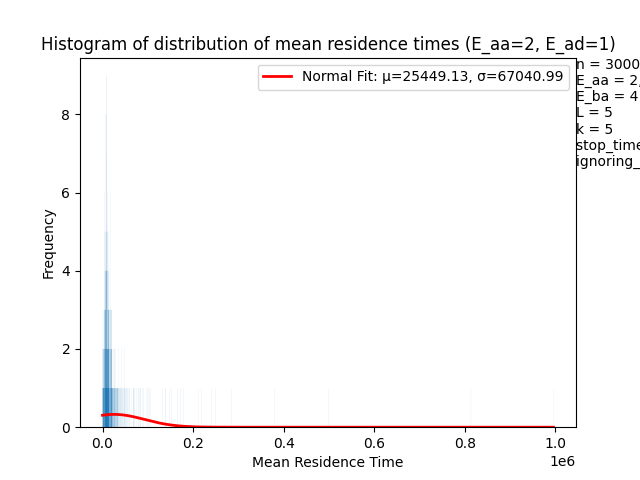 Histogram of distribution of mean residence times (E_aa=2, E_ad=1)
Normal Fit: μ=25449.13, σ=67040.99
n = 3000
E_aa = 2,
E_ba = 4
L = 5
k = 5
stop_time
ignoring_
Frequency
8
6
4
2
0
0.0 0.2 0.4 0.6 0.8 1.0
1e6
Mean Residence Time